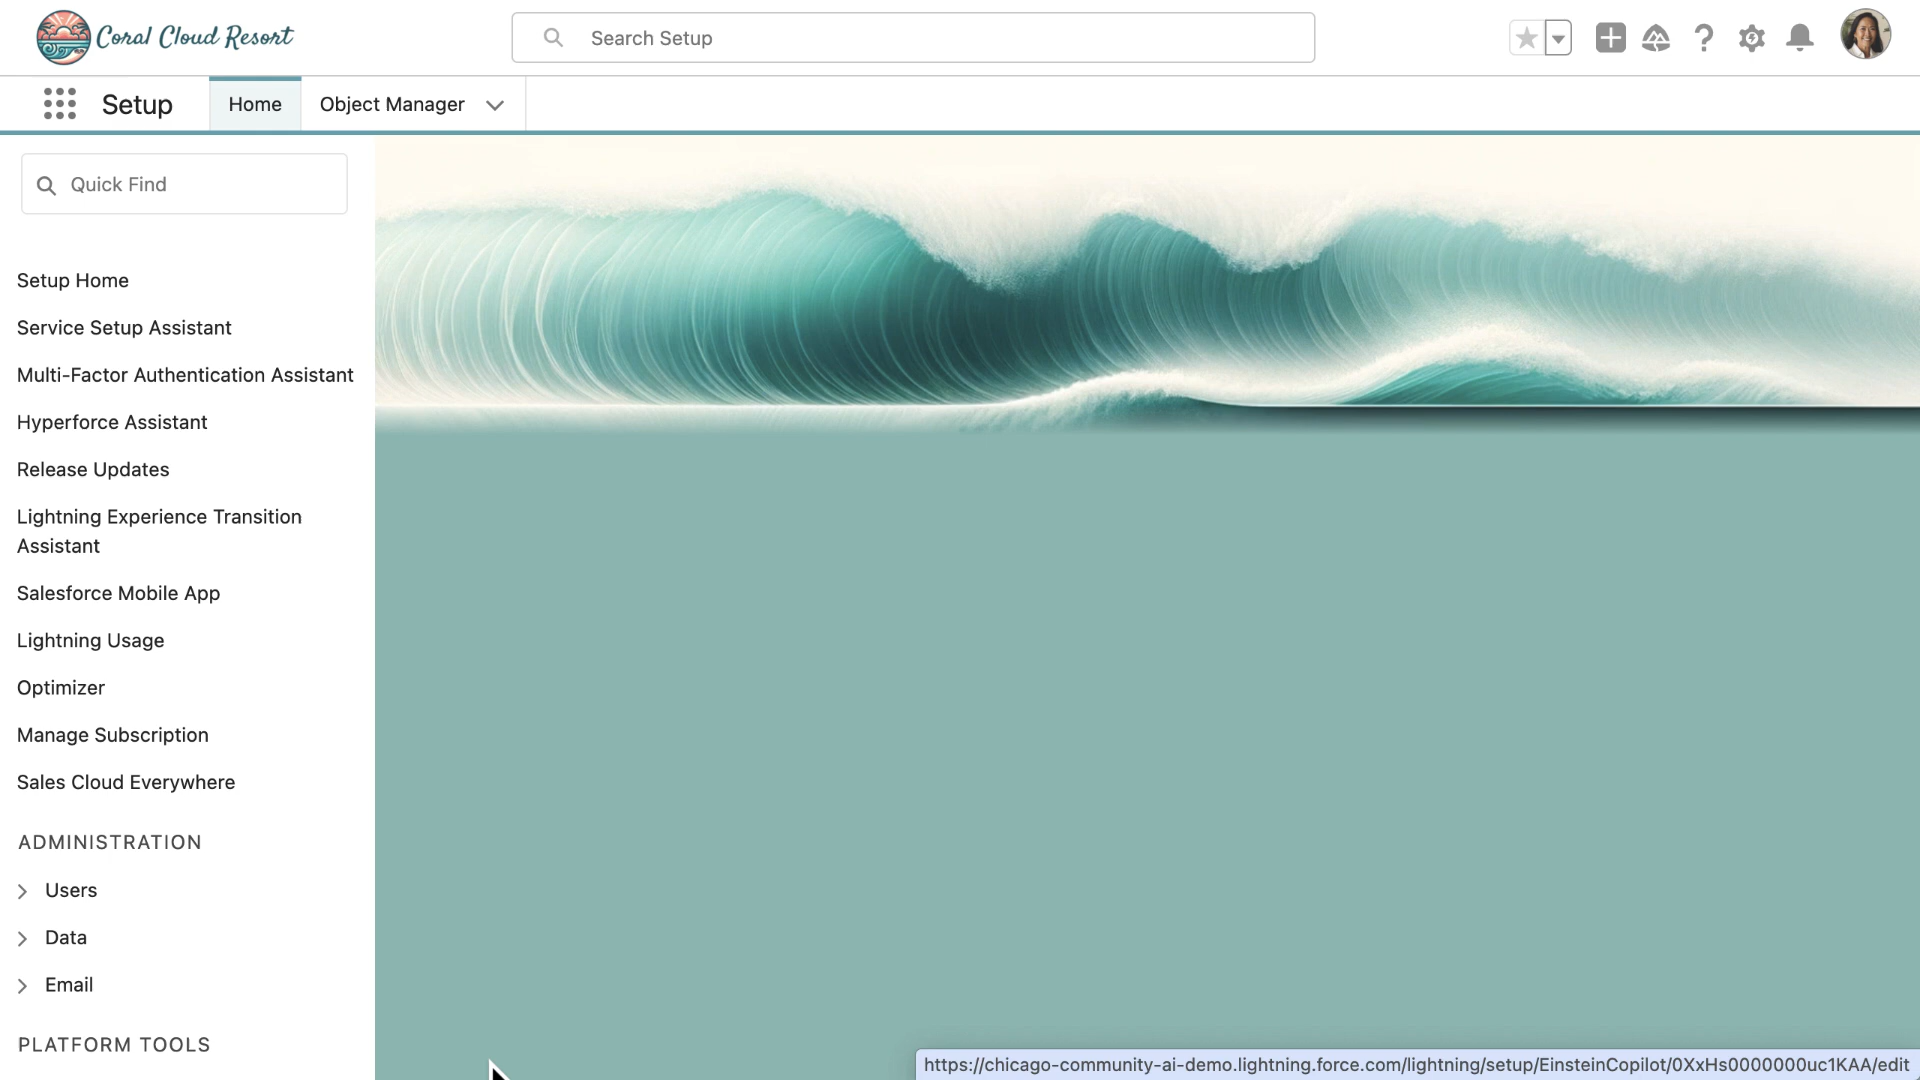 Coral Cloud Resort
Search Setup
Setup
Home
Object Manager
Quick Find
Setup Home
Service Setup Assistant
Multi-Factor Authentication Assistant
Hyperforce Assistant
Release Updates
Lightning Experience Transition
Assistant
Salesforce Mobile App
Lightning Usage
Optimizer
Manage Subscription
Sales Cloud Everywhere
ADMINISTRATION
Users
Data
Email
PLATFORM TOOLS
https://chicago-community-ai-demo.lightning.force.com/lightning/setup/EinsteinCopilot/0XxHs0000000uc1KAA/edit